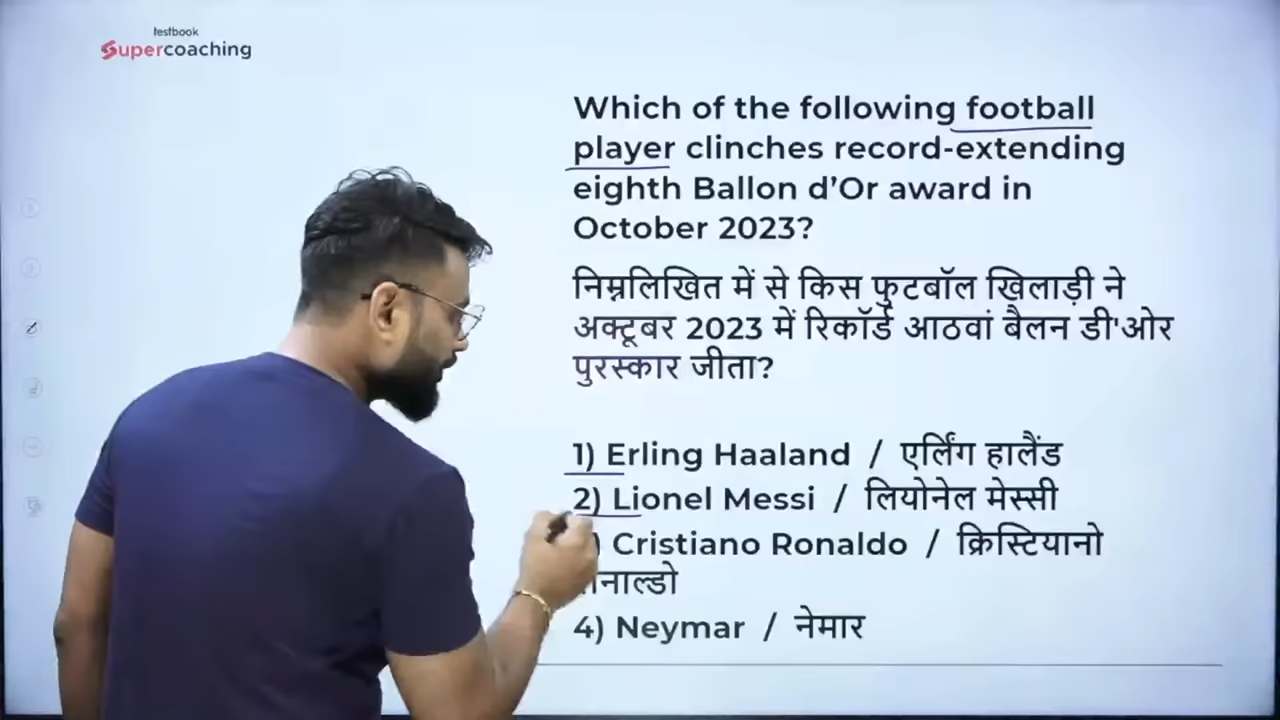 testbook
Supercoaching
Which of the following football
player clinches record-extending
eighth Ballon d’Or award in
October 2023?
निम्नलिखित में से किस फुटबॉल खिलाड़ी ने
अक्टूबर 2023 में रिकॉर्ड आठवां बैलन डी'ओर
पुरस्कार जीता?
1) Erling Haaland / एर्लिंग हालैंड
2) Lionel Messi / लियोनेल मेस्सी
) Cristiano Ronaldo / क्रिस्टियानो
4) Neymar / नेमार